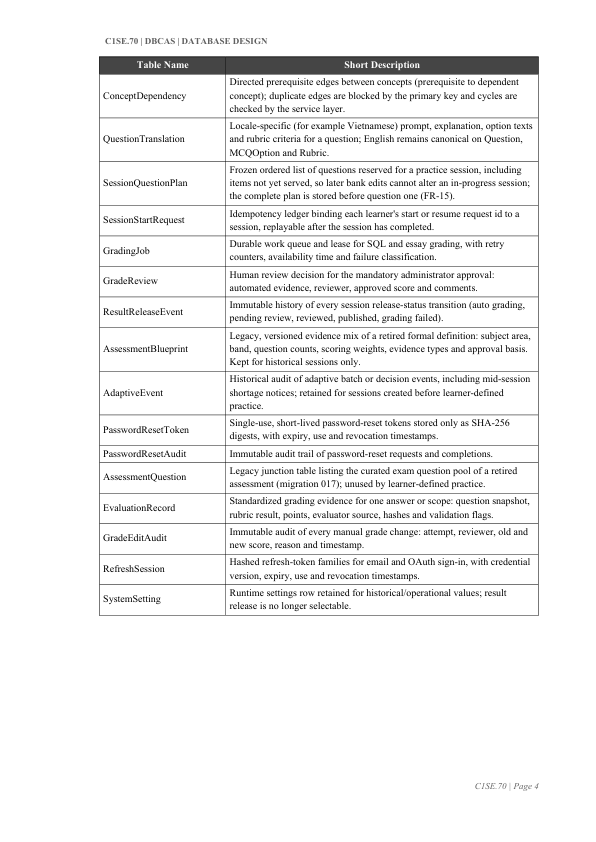 C1SE.70 | DBCAS | DATABASE DESIGN
Table Name Short Description
ConceptDependency
Directed prerequisite edges between concepts (prerequisite to dependent
concept); duplicate edges are blocked by the primary key and cycles are
checked by the service layer.
QuestionTranslation
Locale-specific (for example Vietnamese) prompt, explanation, option texts
and rubric criteria for a question; English remains canonical on Question,
MCQOption and Rubric.
SessionQuestionPlan
Frozen ordered list of questions reserved for a practice session, including
items not yet served, so later bank edits cannot alter an in-progress session;
the complete plan is stored before question one (FR-15).
SessionStartRequest
Idempotency ledger binding each learner's start or resume request id to a
session, replayable after the session has completed.
GradingJob
Durable work queue and lease for SQL and essay grading, with retry
counters, availability time and failure classification.
GradeReview
Human review decision for the mandatory administrator approval:
automated evidence, reviewer, approved score and comments.
ResultReleaseEvent
Immutable history of every session release-status transition (auto grading,
pending review, reviewed, published, grading failed).
AssessmentBlueprint
Legacy, versioned evidence mix of a retired formal definition: subject area,
band, question counts, scoring weights, evidence types and approval basis.
Kept for historical sessions only.
AdaptiveEvent
Historical audit of adaptive batch or decision events, including mid-session
shortage notices; retained for sessions created before learner-defined
practice.
PasswordResetToken
Single-use, short-lived password-reset tokens stored only as SHA-256
digests, with expiry, use and revocation timestamps.
PasswordResetAudit
Immutable audit trail of password-reset requests and completions.
AssessmentQuestion
Legacy junction table listing the curated exam question pool of a retired
assessment (migration 017); unused by learner-defined practice.
EvaluationRecord
Standardized grading evidence for one answer or scope: question snapshot,
rubric result, points, evaluator source, hashes and validation flags.
GradeEditAudit
Immutable audit of every manual grade change: attempt, reviewer, old and
new score, reason and timestamp.
RefreshSession
Hashed refresh-token families for email and OAuth sign-in, with credential
version, expiry, use and revocation timestamps.
SystemSetting
Runtime settings row retained for historical/operational values; result
release is no longer selectable.
C1SE.70 | Page 4